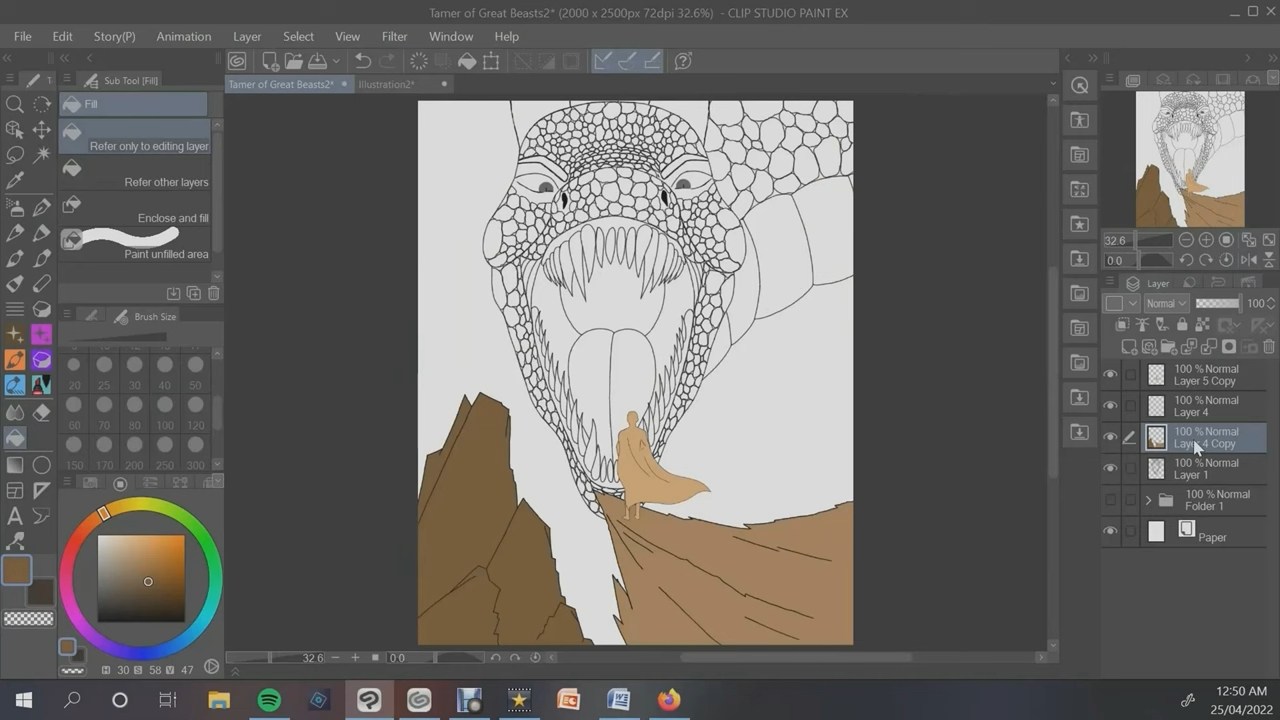 Tamer of Great Beasts2* (2000 x 2500px 72dpi 32.6%) - CLIP STUDIO PAINT EX
File Edit Story(P) Animation Layer Select View Filter Window Help
Sub Tool [Fill]
Tamer of Great Beasts2* Illustration2*
Fill
Refer only to editing layer
Refer other layers
Enclose and fill
Paint unfilled area
Brush Size
20 25 30 40 50
60 70 80 100 120
150 170 200 250 300
H 30 S 58 V 47
32.6 0 0
32.6
0 0
Layer
Normal 100
100 % Normal
Layer 5 Copy
100 % Normal
Layer 4
100 % Normal
Layer 4 Copy
100 % Normal
Layer 1
100 % Normal
Folder 1
Paper
12:50 AM
25/04/2022